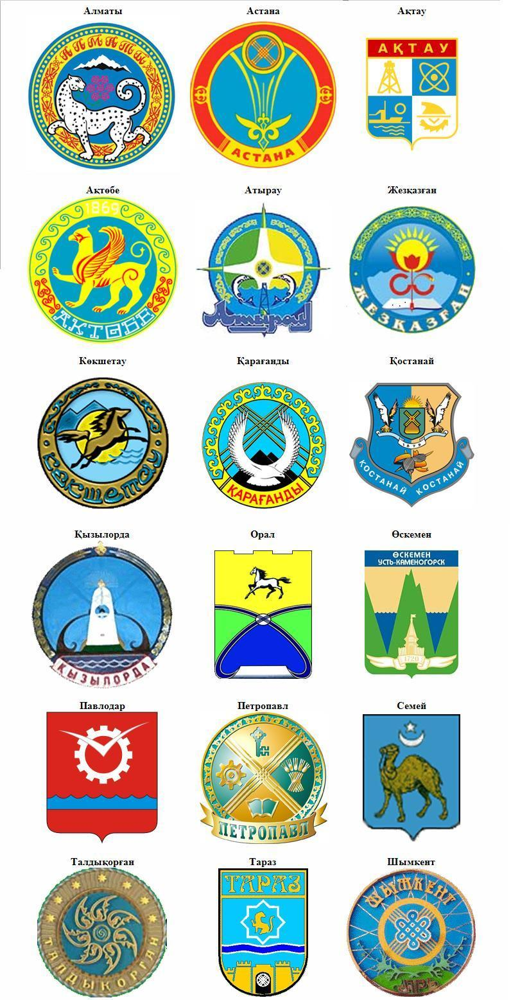 Алматы
Астана
Ақтау
АЛМАТЫ
АСТАНА
АҚТАУ
Ақтөбе
Атырау
Жезқазған
1869
АҚТӨБЕ
Атырау
ЖЕЗҚАЗҒАН
Көкшетау
Қарағанды
Қостанай
көкшетау
ҚАРАҒАНДЫ
1879
КОСТАНАЙ КОСТАНАЙ
Қызылорда
Орал
Өскемен
ҚЫЗЫЛОРДА
ӨСКЕМЕН
УСТЬ-КАМЕНОГОРСК
1720
Павлодар
Петропавл
Семей
ПЕТРОПАВЛ
Талдықорған
Тараз
Шымкент
ТАЛДЫҚОРҒАН
ТАРАЗ
ШЫМКЕНТ